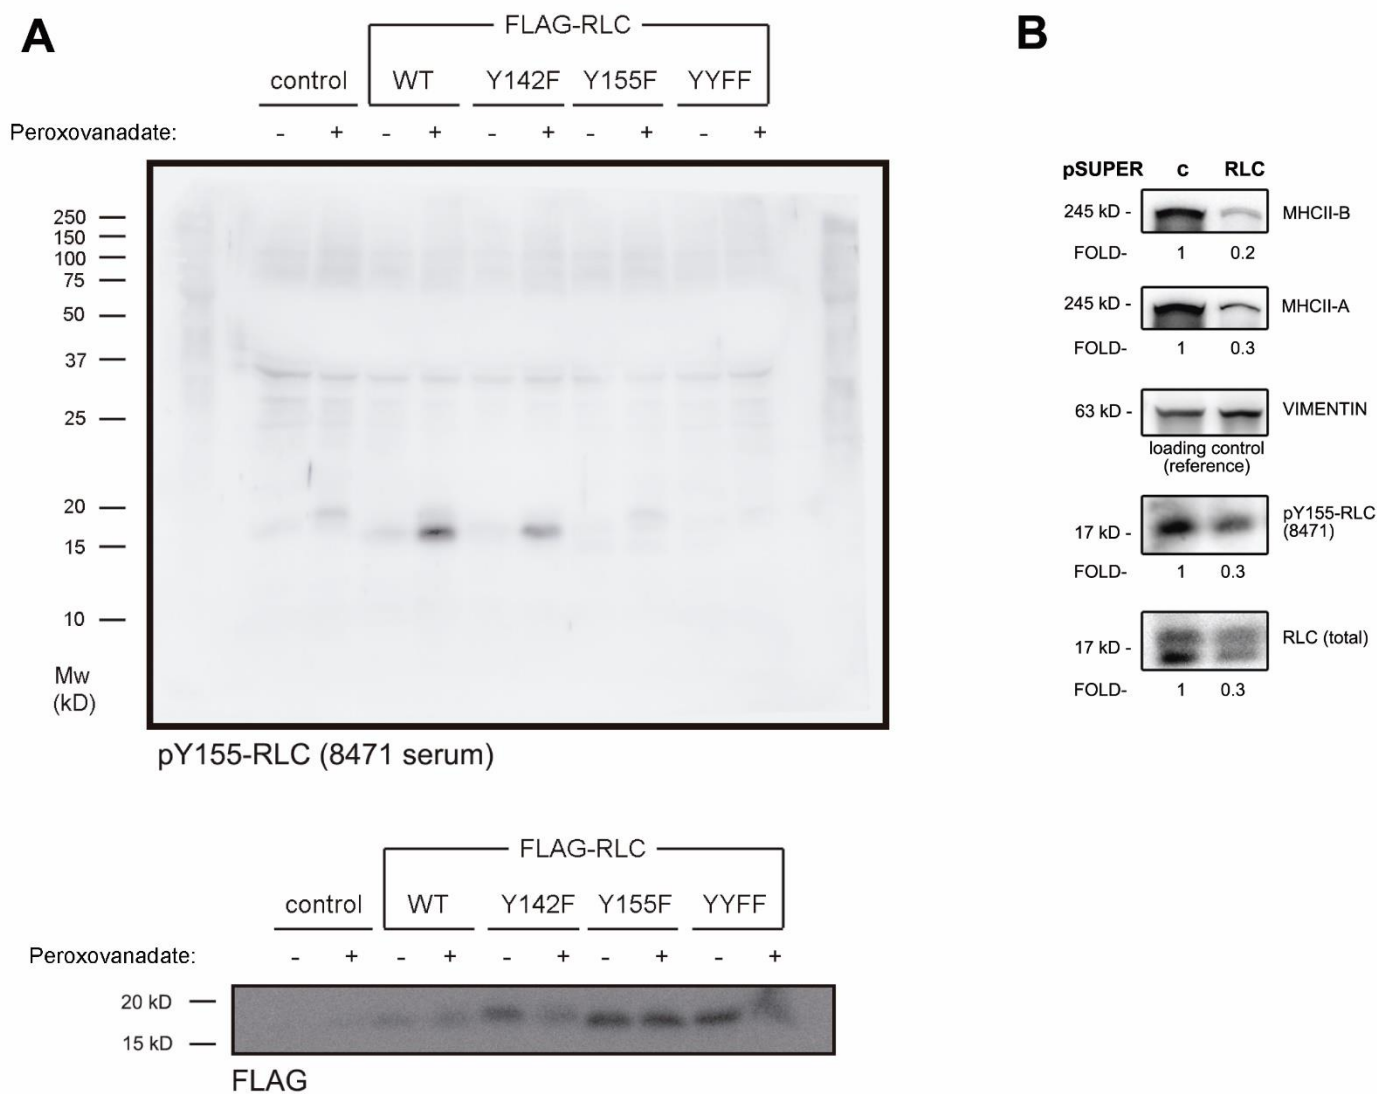 A
FLAG-RLC
control WT Y142F Y155F YYFF
Peroxovanadate: - + - + - + - + - +
250
150
100
75
50
37
25
20
15
10
Mw
(kD)
pY155-RLC (8471 serum)
FLAG-RLC
control WT Y142F Y155F YYFF
Peroxovanadate: - + - + - + - + - +
20 kD
15 kD
FLAG
B
pSUPER c RLC
245 kD - MHCII-B
FOLD- 1 0.2
245 kD - MHCII-A
FOLD- 1 0.3
63 kD - VIMENTIN
loading control
(reference)
pY155-RLC
17 kD - (8471)
FOLD- 1 0.3
17 kD - RLC (total)
FOLD- 1 0.3